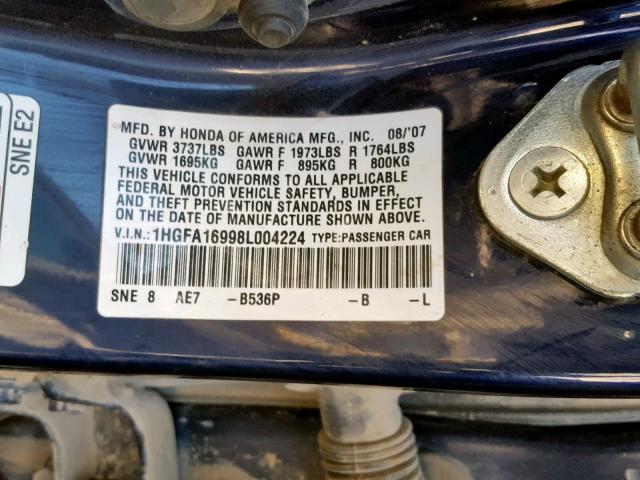 MFD. BY HONDA OF AMERICA MFG., INC. 08/'07
GVWR 3737LBS GAWR F 1973LBS R 1764LBS
GVWR 1695KG GAWR F 895KG R 800KG
THIS VEHICLE CONFORMS TO ALL APPLICABLE
FEDERAL MOTOR VEHICLE SAFETY, BUMPER,
AND THEFT PREVENTION STANDARDS IN EFFECT
ON THE DATE OF MANUFACTURE SHOWN ABOVE.
V.I.N.: 1HGFA16998L004224 TYPE:PASSENGER CAR
SNE 8 AE7 -B536P -B -L
SNE E2